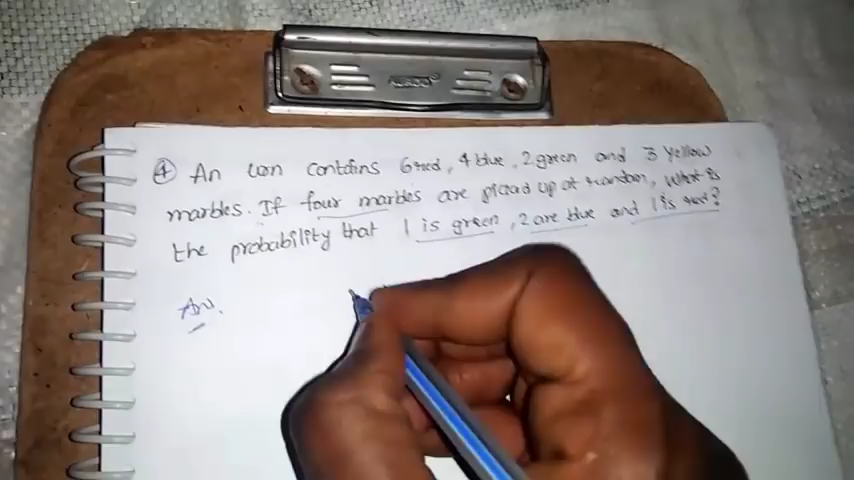 ④ An urn contains 6 red, 4 blue, 2 green and 3 yellow
marbles. If four marbles are picked up at random, what is
the probability that 1 is green, 2 are blue and 1 is red?
Ans.